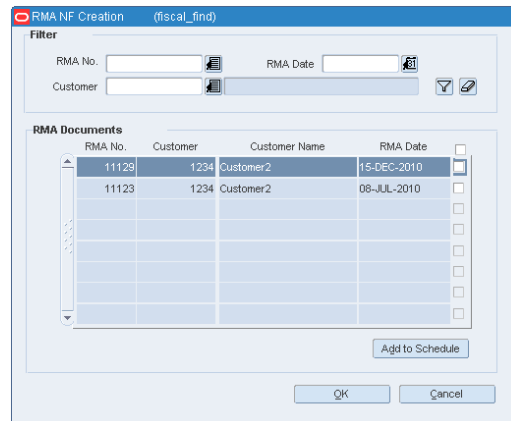 RMA NF Creation (fiscal_find)
Filter
RMA No. RMA Date
Customer
RMA Documents
RMA No. Customer Customer Name RMA Date
11129 1234 Customer2 15-DEC-2010
11123 1234 Customer2 08-JUL-2010
Add to Schedule
OK Cancel